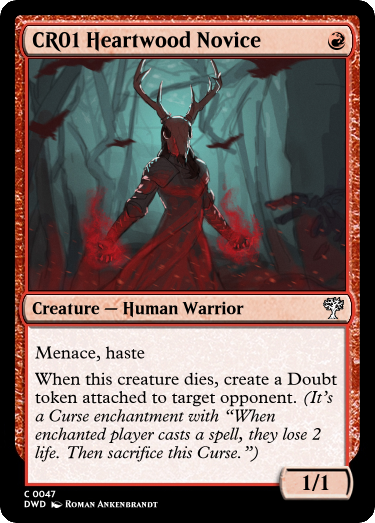 CR01 Heartwood Novice
Creature — Human Warrior
Menace, haste
When this creature dies, create a Doubt
token attached to target opponent. (It's
a Curse enchantment with “When
enchanted player casts a spell, they lose 2
life. Then sacrifice this Curse.”)
1/1
C 0047
DWD Roman Ankenbrandt